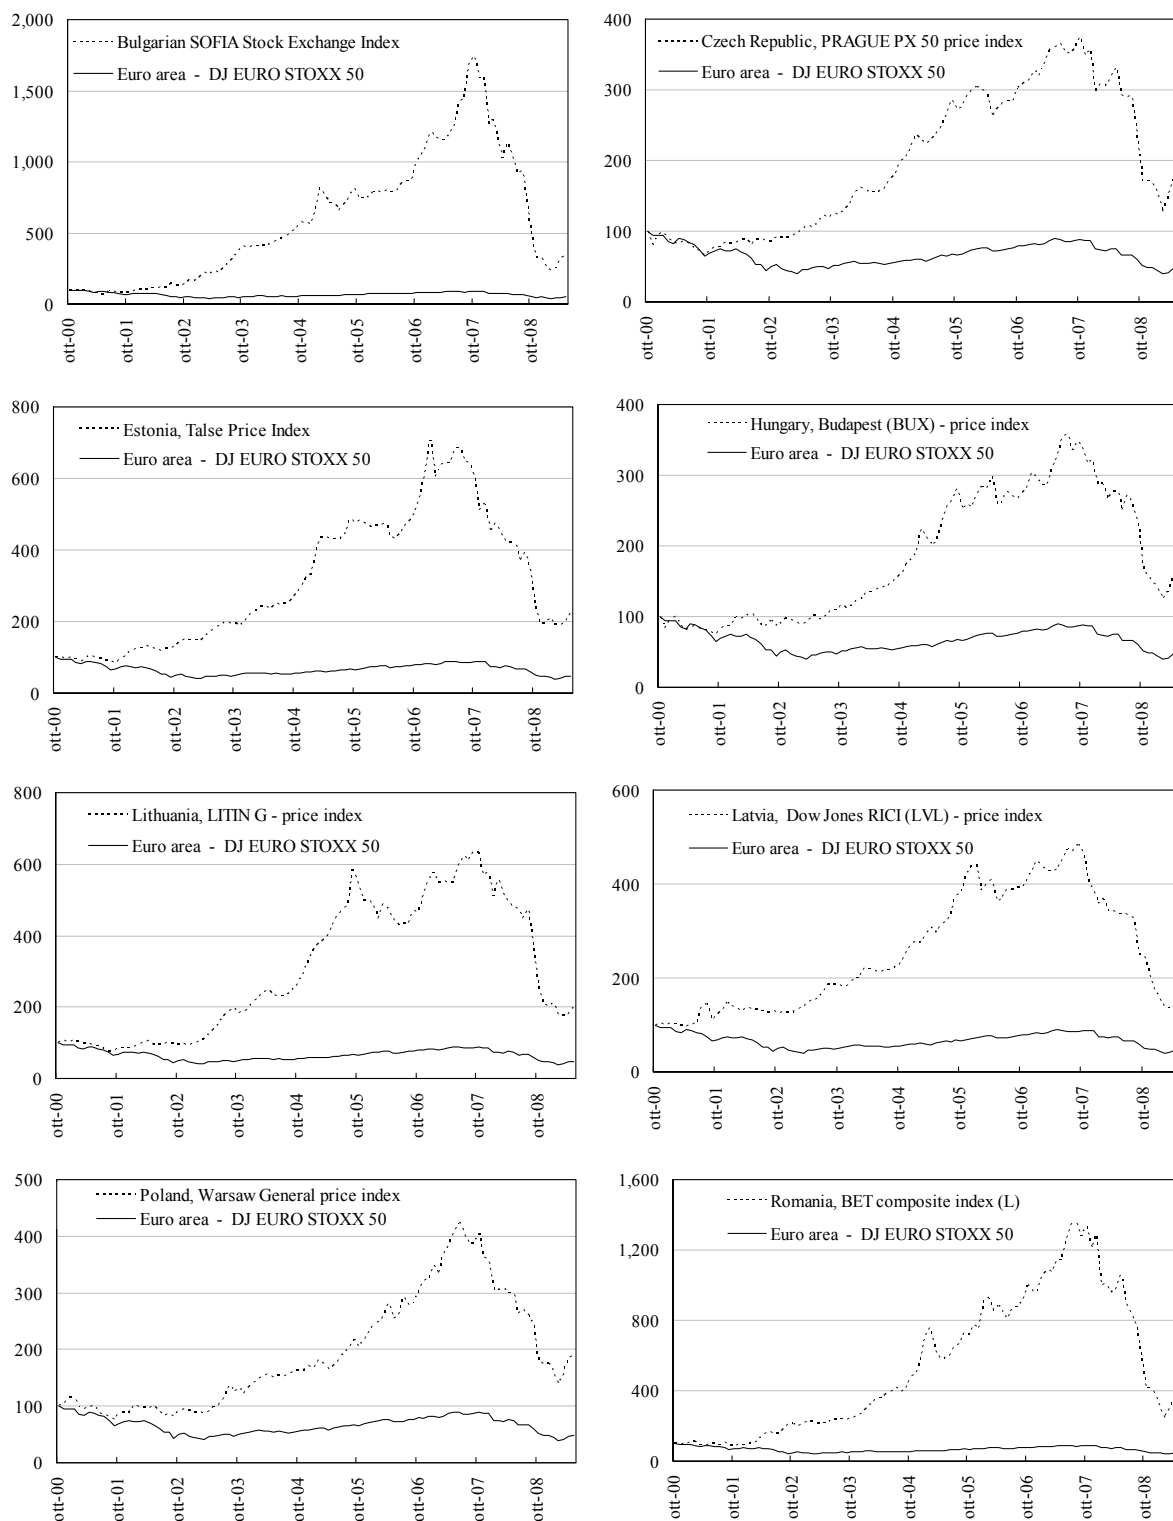 2,000
1,500
1,000
500
0
Bulgarian SOFIA Stock Exchange Index
Euro area - DJ EURO STOXX 50
ott-00
ott-01
ott-02
ott-03
ott-04
ott-05
ott-06
ott-07
ott-08
400
300
200
100
0
Czech Republic, PRAGUE PX 50 price index
Euro area - DJ EURO STOXX 50
ott-00
ott-01
ott-02
ott-03
ott-04
ott-05
ott-06
ott-07
ott-08
800
600
400
200
0
Estonia, Talse Price Index
Euro area - DJ EURO STOXX 50
ott-00
ott-01
ott-02
ott-03
ott-04
ott-05
ott-06
ott-07
ott-08
400
300
200
100
0
Hungary, Budapest (BUX) - price index
Euro area - DJ EURO STOXX 50
ott-00
ott-01
ott-02
ott-03
ott-04
ott-05
ott-06
ott-07
ott-08
800
600
400
200
0
Lithuania, LITIN G - price index
Euro area - DJ EURO STOXX 50
ott-00
ott-01
ott-02
ott-03
ott-04
ott-05
ott-06
ott-07
ott-08
600
400
200
0
Latvia, Dow Jones RICI (LVL) - price index
Euro area - DJ EURO STOXX 50
ott-00
ott-01
ott-02
ott-03
ott-04
ott-05
ott-06
ott-07
ott-08
500
400
300
200
100
0
Poland, Warsaw General price index
Euro area - DJ EURO STOXX 50
ott-00
ott-01
ott-02
ott-03
ott-04
ott-05
ott-06
ott-07
ott-08
1,600
1,200
800
400
0
Romania, BET composite index (L)
Euro area - DJ EURO STOXX 50
ott-00
ott-01
ott-02
ott-03
ott-04
ott-05
ott-06
ott-07
ott-08